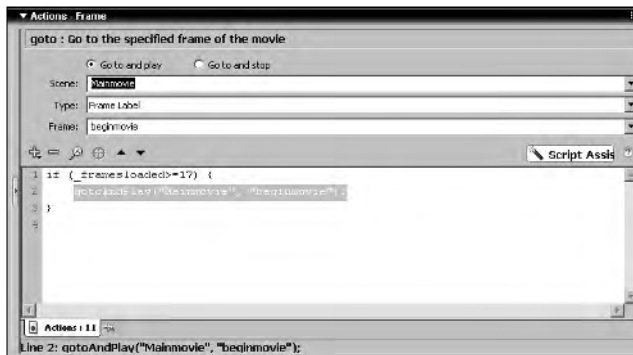 Actions - Frame
goto : Go to the specified frame of the movie
Go to and play Go to and stop
Scene: Mainmovie
Type: Frame Label
Frame: beginmovie
Script Assis
1 if (_framesloaded>=17) {
2 gotoAndPlay("Mainmovie", "beginmovie");
3 }
4
Actions : 11
Line 2: gotoAndPlay("Mainmovie", "beginmovie");